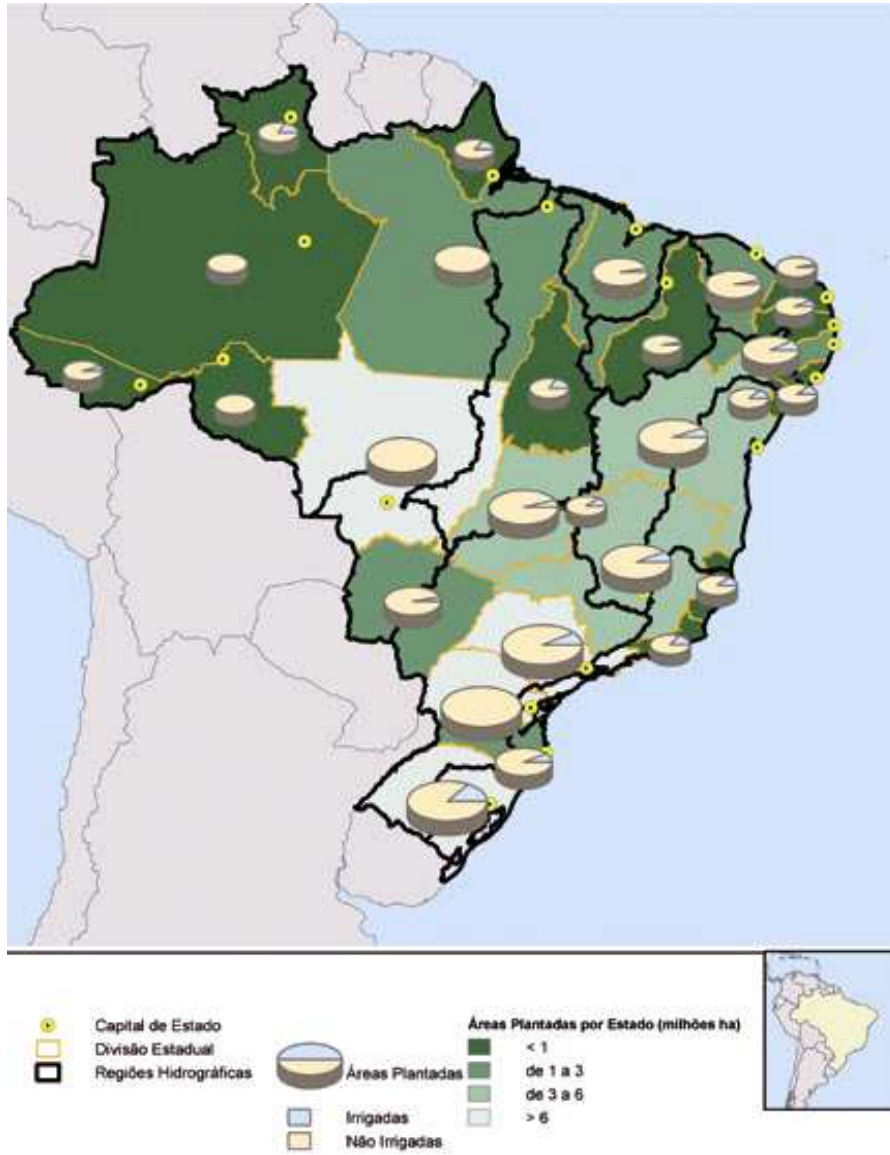 Capital de Estado
Divisão Estadual
Regiões Hidrográficas
Áreas Plantadas
Irrigadas
Não Irrigadas
Áreas Plantadas por Estado (milhões ha)
< 1
de 1 a 3
de 3 a 6
> 6